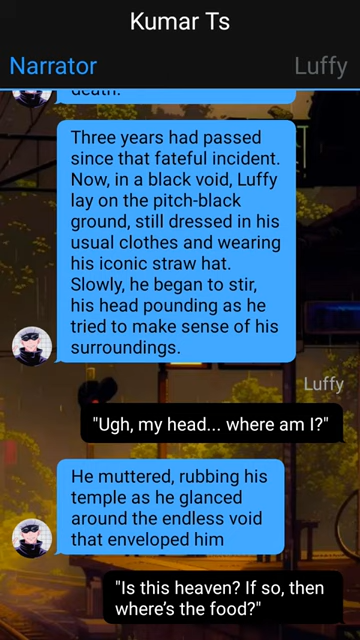 Kumar Ts
Narrator
Luffy
death.
Three years had passed
since that fateful incident.
Now, in a black void, Luffy
lay on the pitch-black
ground, still dressed in his
usual clothes and wearing
his iconic straw hat.
Slowly, he began to stir,
his head pounding as he
tried to make sense of his
surroundings.
Luffy
"Ugh, my head... where am I?"
He muttered, rubbing his
temple as he glanced
around the endless void
that enveloped him
"Is this heaven? If so, then
where's the food?"